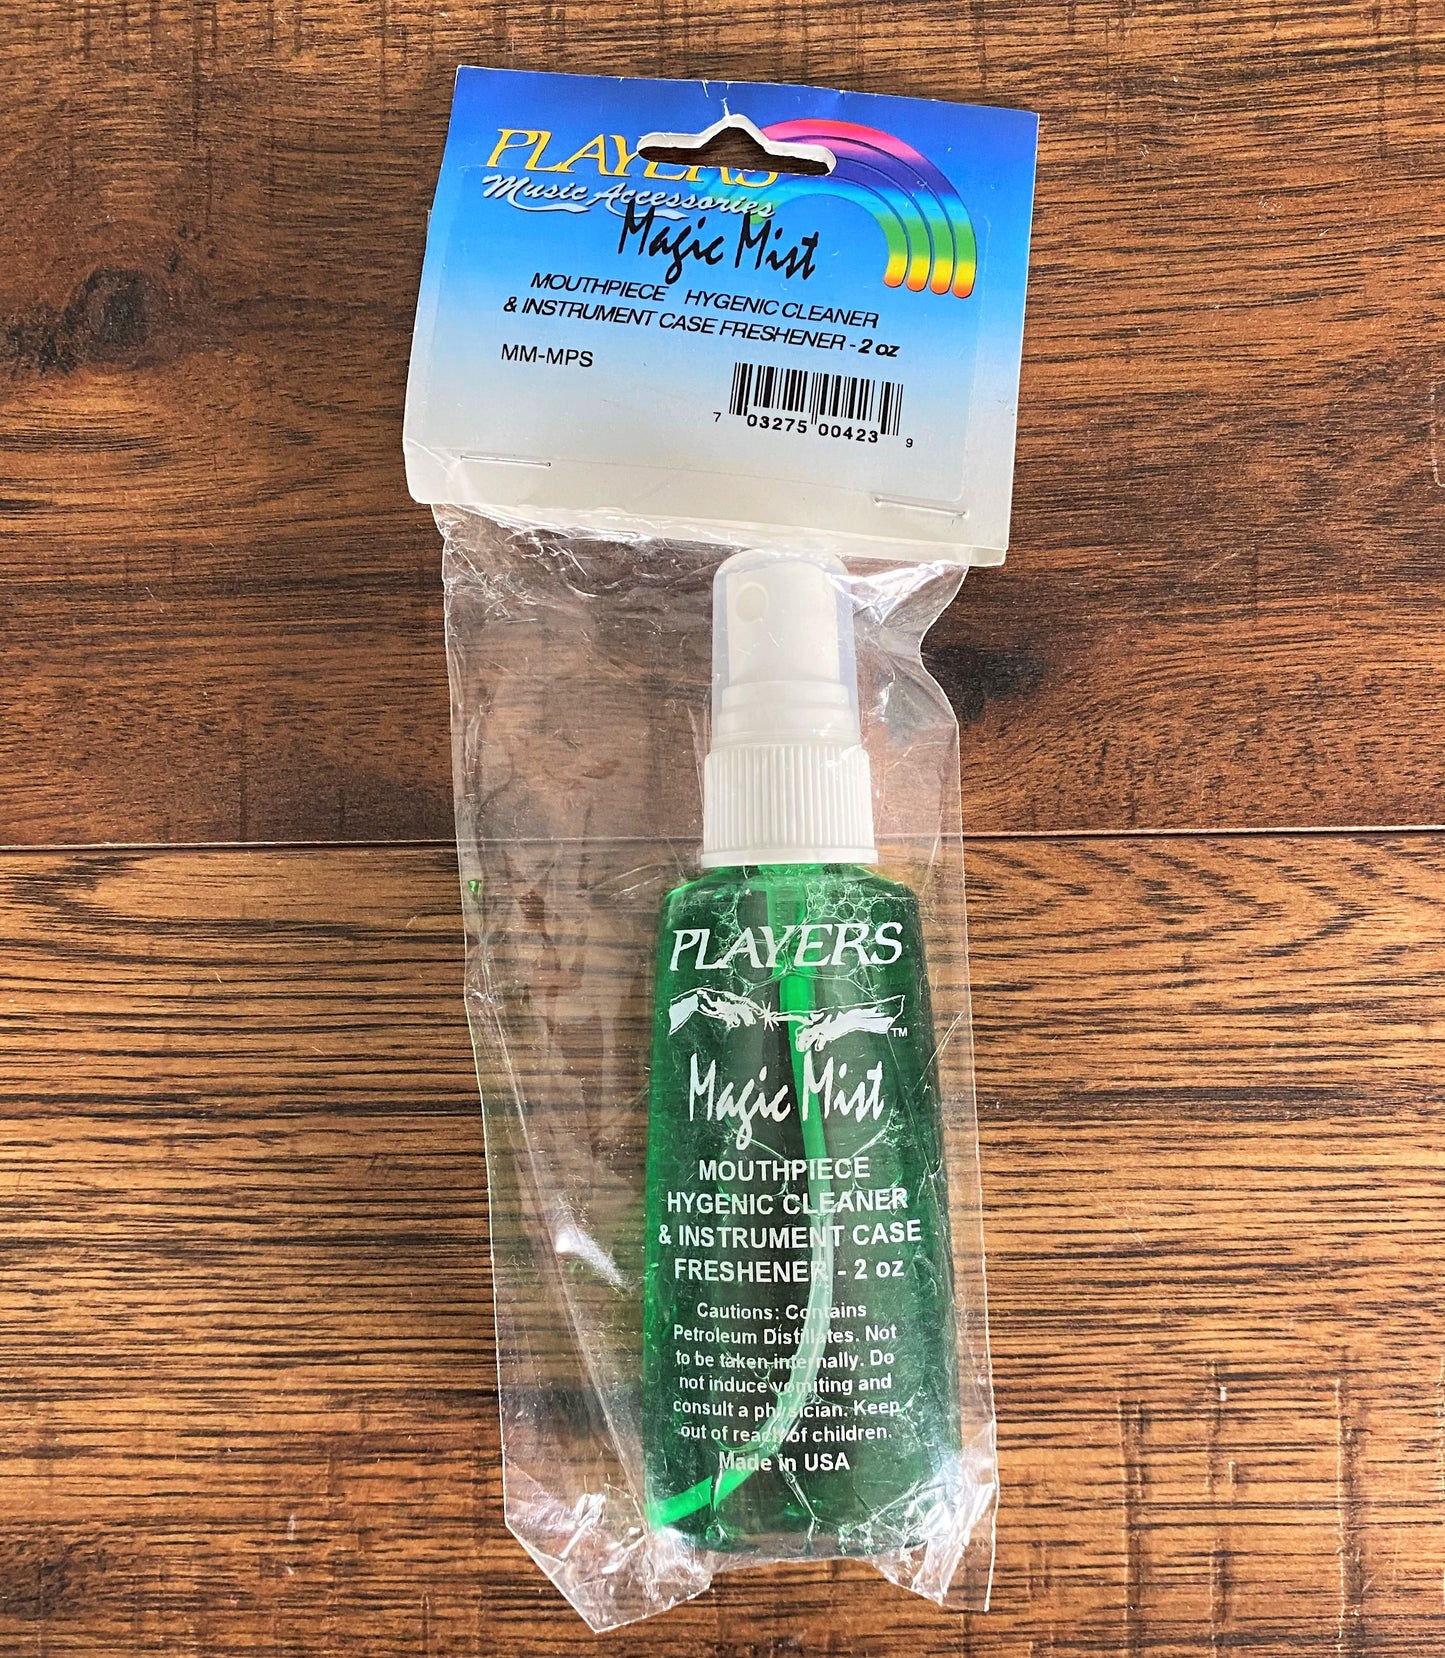 PLAYERS
Music Accessories
Magic Mist
MOUTHPIECE HYGENIC CLEANER
& INSTRUMENT CASE FRESHENER - 2 oz
MM-MPS
7 03275 00423 9
PLAYERS
TM
Magic Mist
MOUTHPIECE
HYGENIC CLEANER
& INSTRUMENT CASE
FRESHENER - 2 oz
Cautions: Contains
Petroleum Distillates. Not
to be taken internally. Do
not induce vomiting and
consult a physician. Keep
out of reach of children.
Made in USA